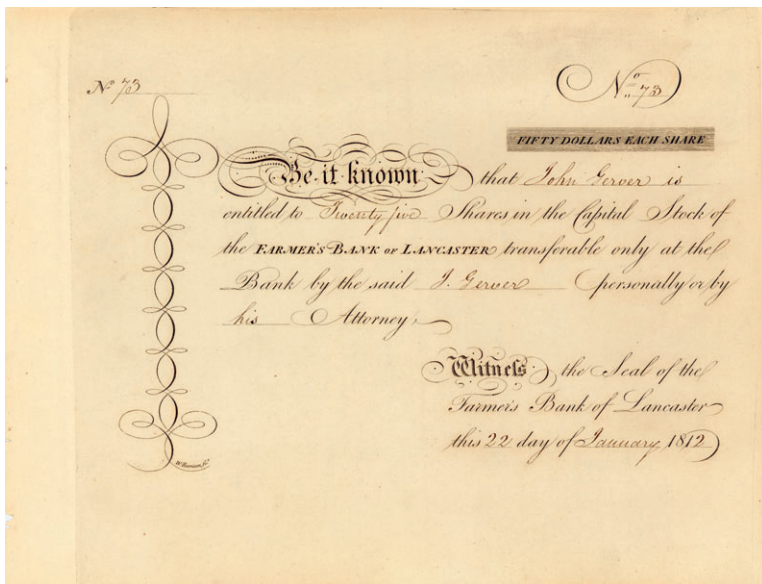 No 73
No 73
FIFTY DOLLARS EACH SHARE
Be it known that John Gerver is
entitled to Twenty five Shares in the Capital Stock of
the FARMER'S BANK OF LANCASTER transferable only at the
Bank by the said J. Gerver personally or by
his Attorney.
Witness the Seal of the
Farmer's Bank of Lancaster
this 22 day of January 1812